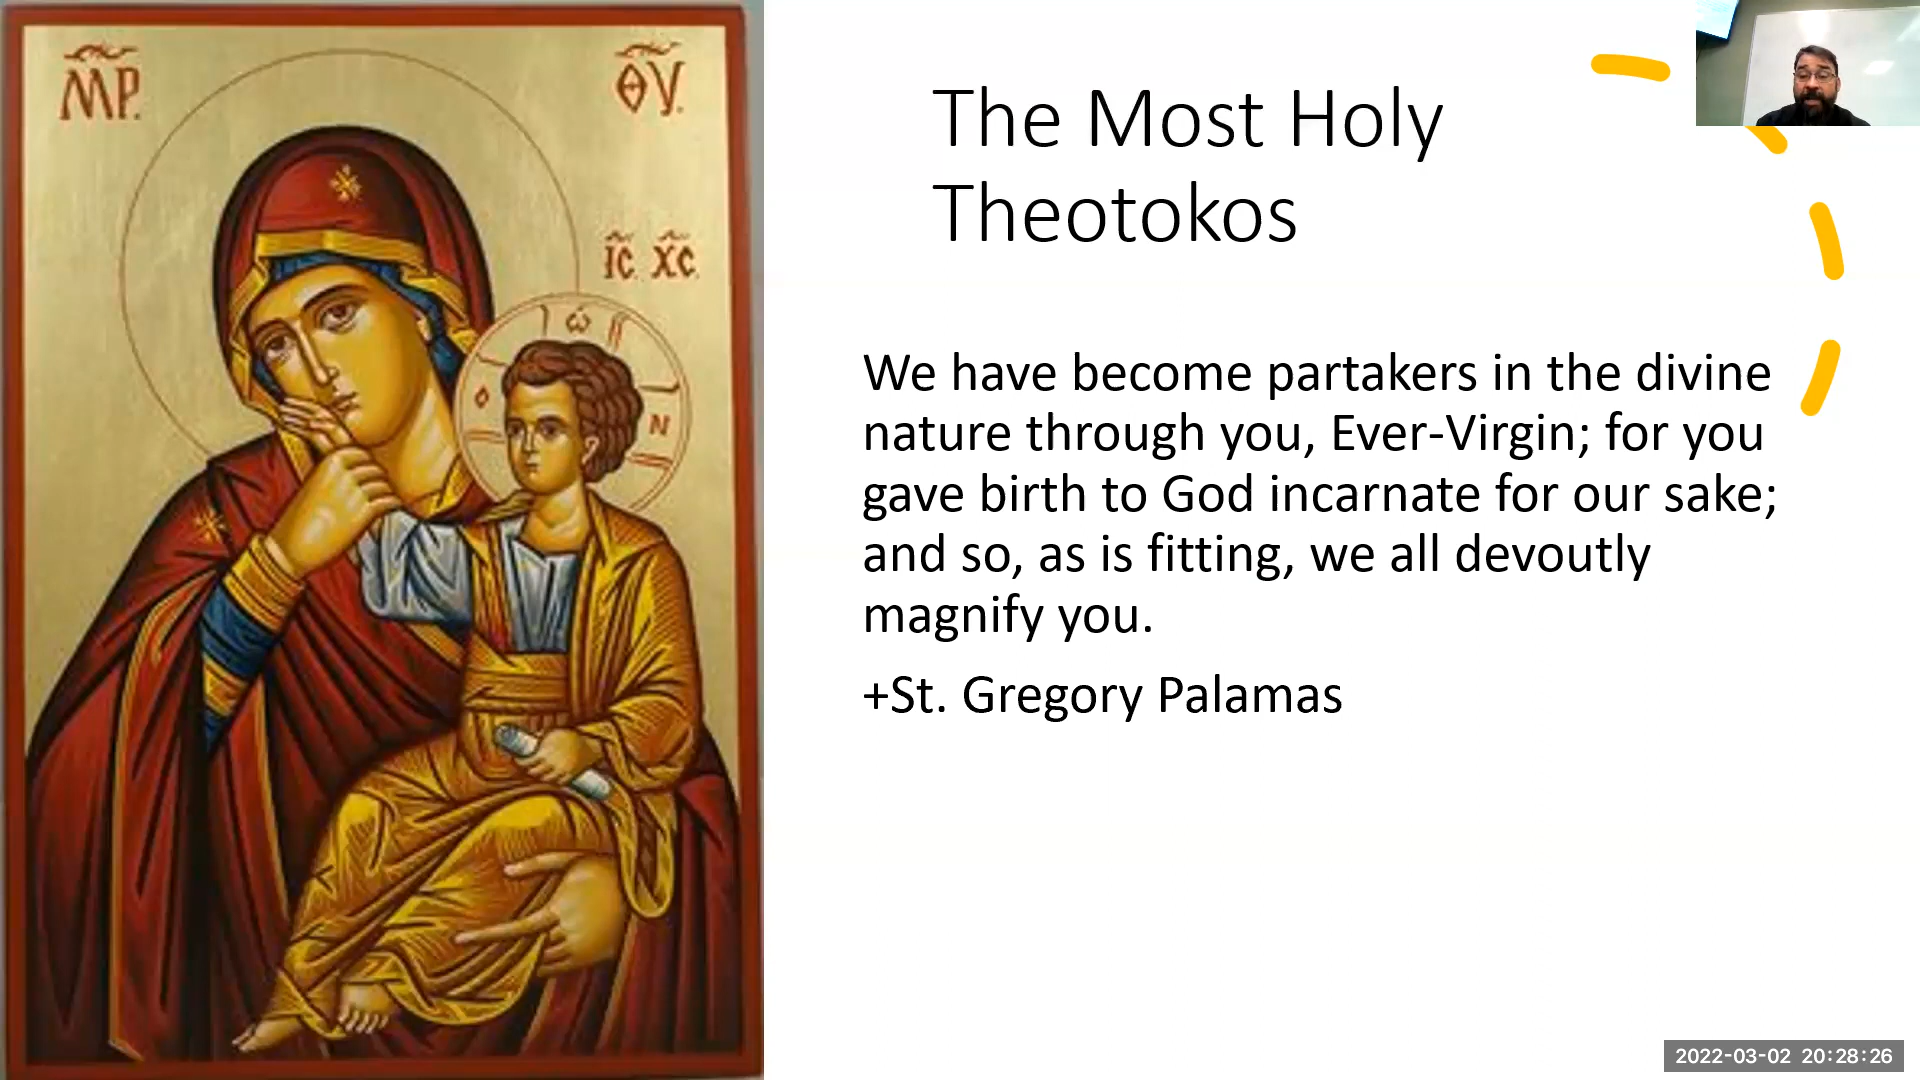 ΜΡ. ΘΥ.
ΙС. ΧС.
ὁ ώ Ν
The Most Holy
Theotokos
We have become partakers in the divine
nature through you, Ever-Virgin; for you
gave birth to God incarnate for our sake;
and so, as is fitting, we all devoutly
magnify you.
+St. Gregory Palamas
2022-03-02 20:28:26